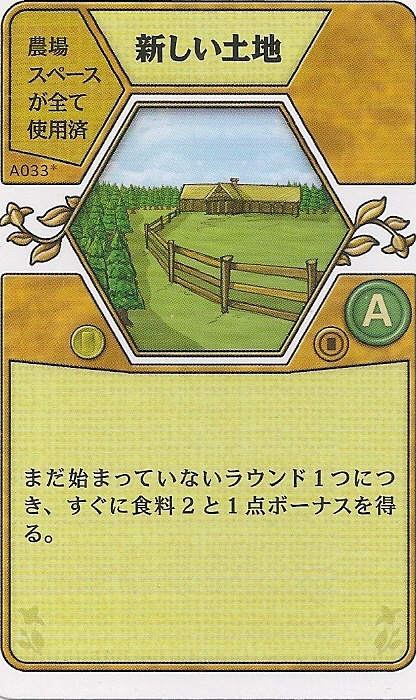 農場
スペース
が全て
使用済
新しい土地
A033*
A
まだ始まっていないラウンド1つにつ
き、すぐに食料2と1点ボーナスを得
る。